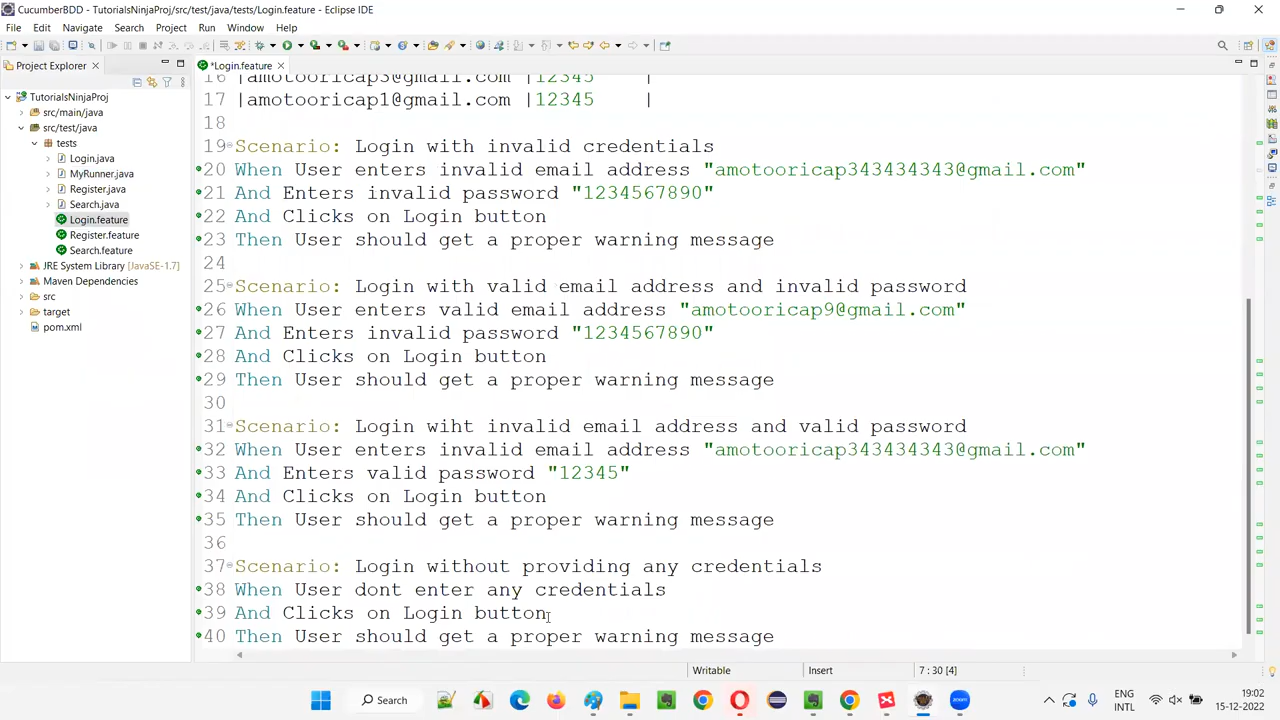 CucumberBDD - TutorialsNinjaProj/src/test/java/tests/Login.feature - Eclipse IDE
File Edit Navigate Search Project Run Window Help
Project Explorer
*Login.feature
TutorialsNinjaProj
src/main/java
src/test/java
tests
Login.java
MyRunner.java
Register.java
Search.java
Login.feature
Register.feature
Search.feature
JRE System Library [JavaSE-1.7]
Maven Dependencies
src
target
pom.xml
16 |amotooricap3@gmail.com |12345 |
17 |amotooricap1@gmail.com |12345 |
18
19 Scenario: Login with invalid credentials
20 When User enters invalid email address "amotooricap3434343343@gmail.com"
21 And Enters invalid password "1234567890"
22 And Clicks on Login button
23 Then User should get a proper warning message
24
25 Scenario: Login with valid email address and invalid password
26 When User enters valid email address "amotooricap9@gmail.com"
27 And Enters invalid password "1234567890"
28 And Clicks on Login button
29 Then User should get a proper warning message
30
31 Scenario: Login wiht invalid email address and valid password
32 When User enters invalid email address "amotooricap3434343343@gmail.com"
33 And Enters valid password "12345"
34 And Clicks on Login button
35 Then User should get a proper warning message
36
37 Scenario: Login without providing any credentials
38 When User dont enter any credentials
39 And Clicks on Login button
40 Then User should get a proper warning message
Writable Insert 7 : 30 [4]
Search
ENG
INTL
19:02
15-12-2022